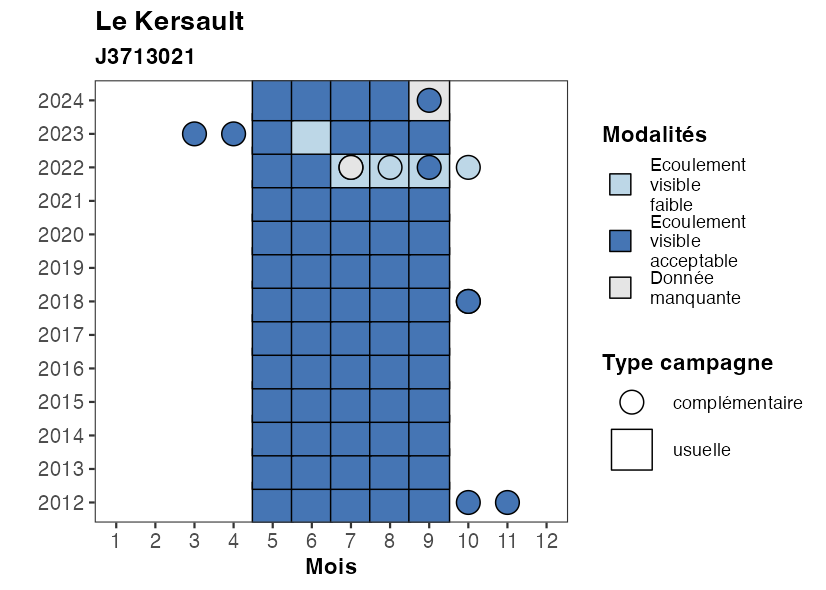 Le Kersault
J3713021
2024
2023
2022
2021
2020
2019
2018
2017
2016
2015
2014
2013
2012
1 2 3 4 5 6 7 8 9 10 11 12
Mois
Modalités
Ecoulement
visible
faible
Ecoulement
visible
acceptable
Donnée
manquante
Type campagne
complémentaire
usuelle